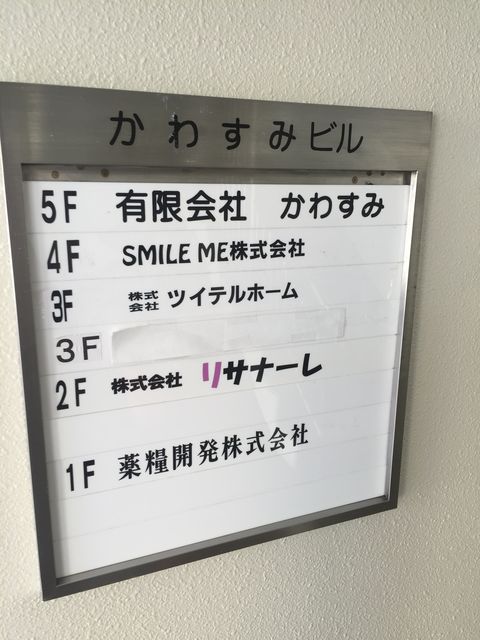 かわすみビル
5F 有限会社 かわすみ
4F SMILE ME株式会社
3F 株式会社 ツイテルホーム
3F
2F 株式会社 リサナーレ
1F 薬糧開発株式会社